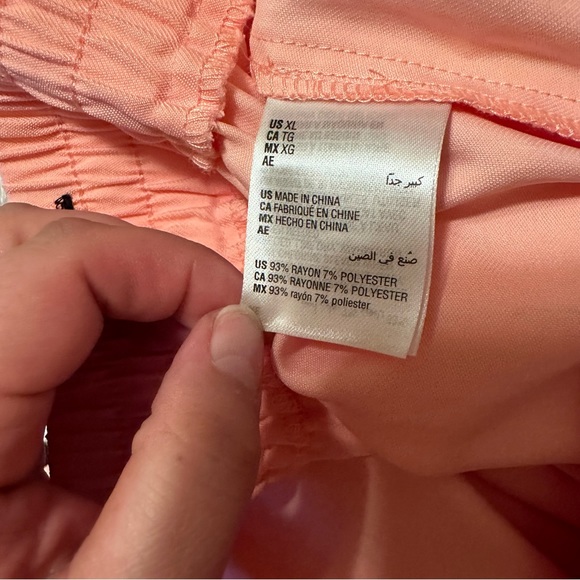 US XL
CA TG
MX XG
AE
كبير جدًا
US MADE IN CHINA
CA FABRIQUÉ EN CHINE
MX HECHO EN CHINA
AE
صُنع في الصين
US 93% RAYON 7% POLYESTER
CA 93% RAYONNE 7% POLYESTER
MX 93% rayón 7% poliester